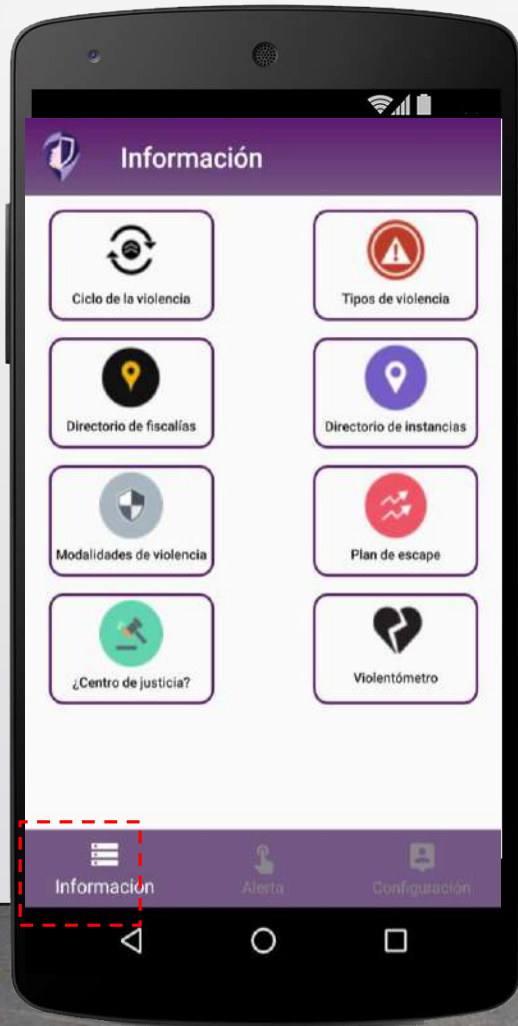 Información
Ciclo de la violencia
Tipos de violencia
Directorio de fiscalías
Directorio de instancias
Modalidades de violencia
Plan de escape
¿Centro de justicia?
Violentómetro
Información
Alerta
Configuración